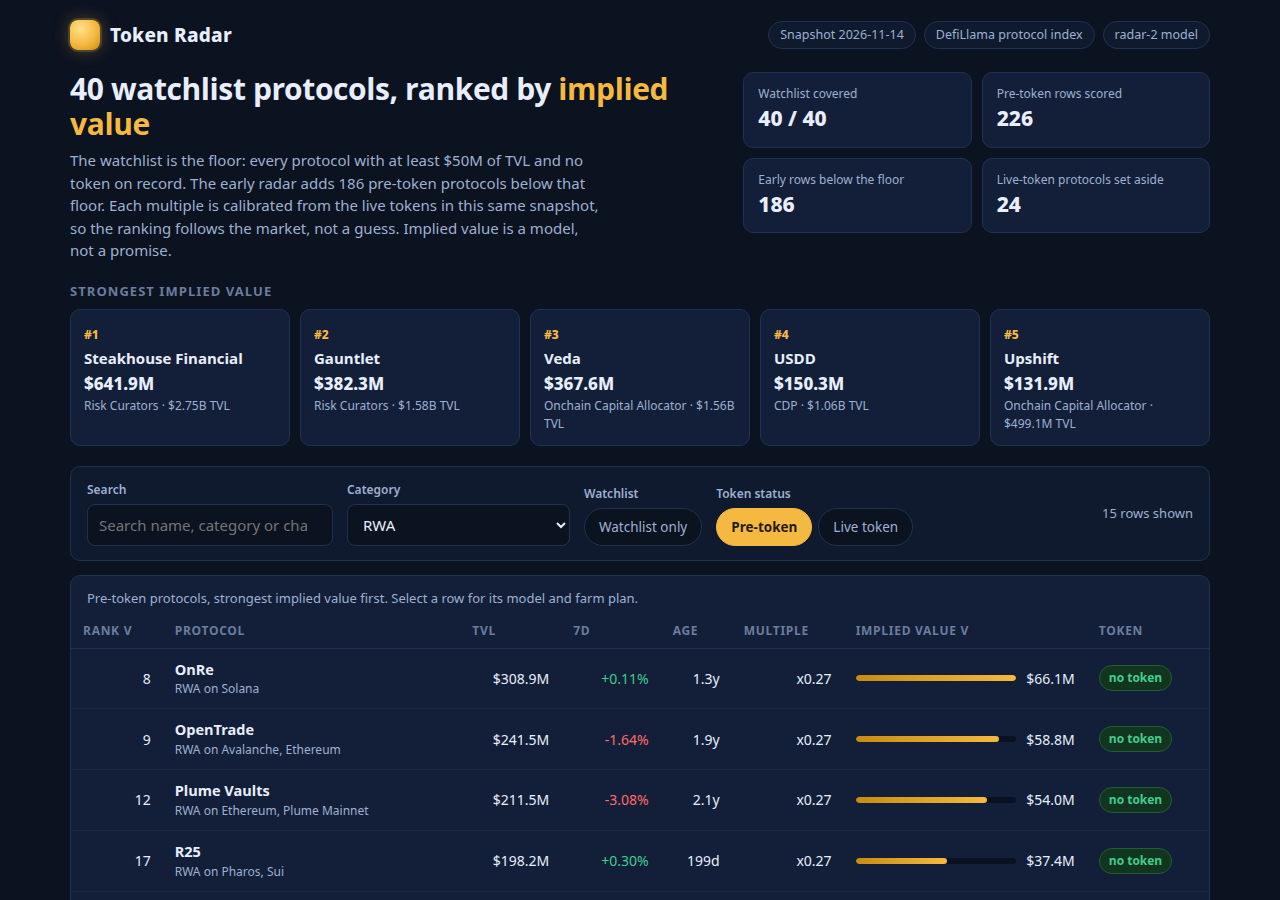 Token Radar
Snapshot 2026-11-14
DefiLlama protocol index
radar-2 model
40 watchlist protocols, ranked by implied
value
The watchlist is the floor: every protocol with at least $50M of TVL and no
token on record. The early radar adds 186 pre-token protocols below that
floor. Each multiple is calibrated from the live tokens in this same snapshot,
so the ranking follows the market, not a guess. Implied value is a model,
not a promise.
Watchlist covered
40 / 40
Pre-token rows scored
226
Early rows below the floor
186
Live-token protocols set aside
24
STRONGEST IMPLIED VALUE
#1
Steakhouse Financial
$641.9M
Risk Curators · $2.75B TVL
#2
Gauntlet
$382.3M
Risk Curators · $1.58B TVL
#3
Veda
$367.6M
Onchain Capital Allocator · $1.56B
TVL
#4
USDD
$150.3M
CDP · $1.06B TVL
#5
Upshift
$131.9M
Onchain Capital Allocator ·
$499.1M TVL
Search
Search name, category or cha
Category
RWA
Watchlist
Watchlist only
Token status
Pre-token
Live token
15 rows shown
Pre-token protocols, strongest implied value first. Select a row for its model and farm plan.
RANK V PROTOCOL TVL 7D AGE MULTIPLE IMPLIED VALUE V TOKEN
8 OnRe $308.9M +0.11% 1.3y x0.27 $66.1M no token
RWA on Solana
9 OpenTrade $241.5M -1.64% 1.9y x0.27 $58.8M no token
RWA on Avalanche, Ethereum
12 Plume Vaults $211.5M -3.08% 2.1y x0.27 $54.0M no token
RWA on Ethereum, Plume Mainnet
17 R25 $198.2M +0.30% 199d x0.27 $37.4M no token
RWA on Pharos, Sui